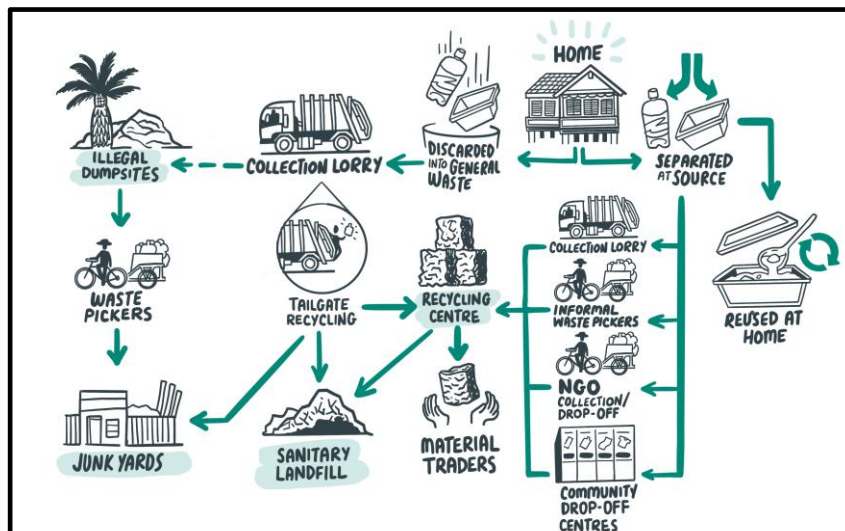 HOME
ILLEGAL
DUMPSITES
COLLECTION LORRY
DISCARDED
INTO GENERAL
WASTE
SEPARATED
AT SOURCE
COLLECTION LORRY
WASTE
PICKERS
TAILGATE
RECYCLING
RECYCLING
CENTRE
INFORMAL
WASTE PICKERS
REUSED AT
HOME
NGO
COLLECTION/
DROP-OFF
JUNK YARDS
SANITARY
LANDFILL
MATERIAL
TRADERS
COMMUNITY
DROP-OFF
CENTRES